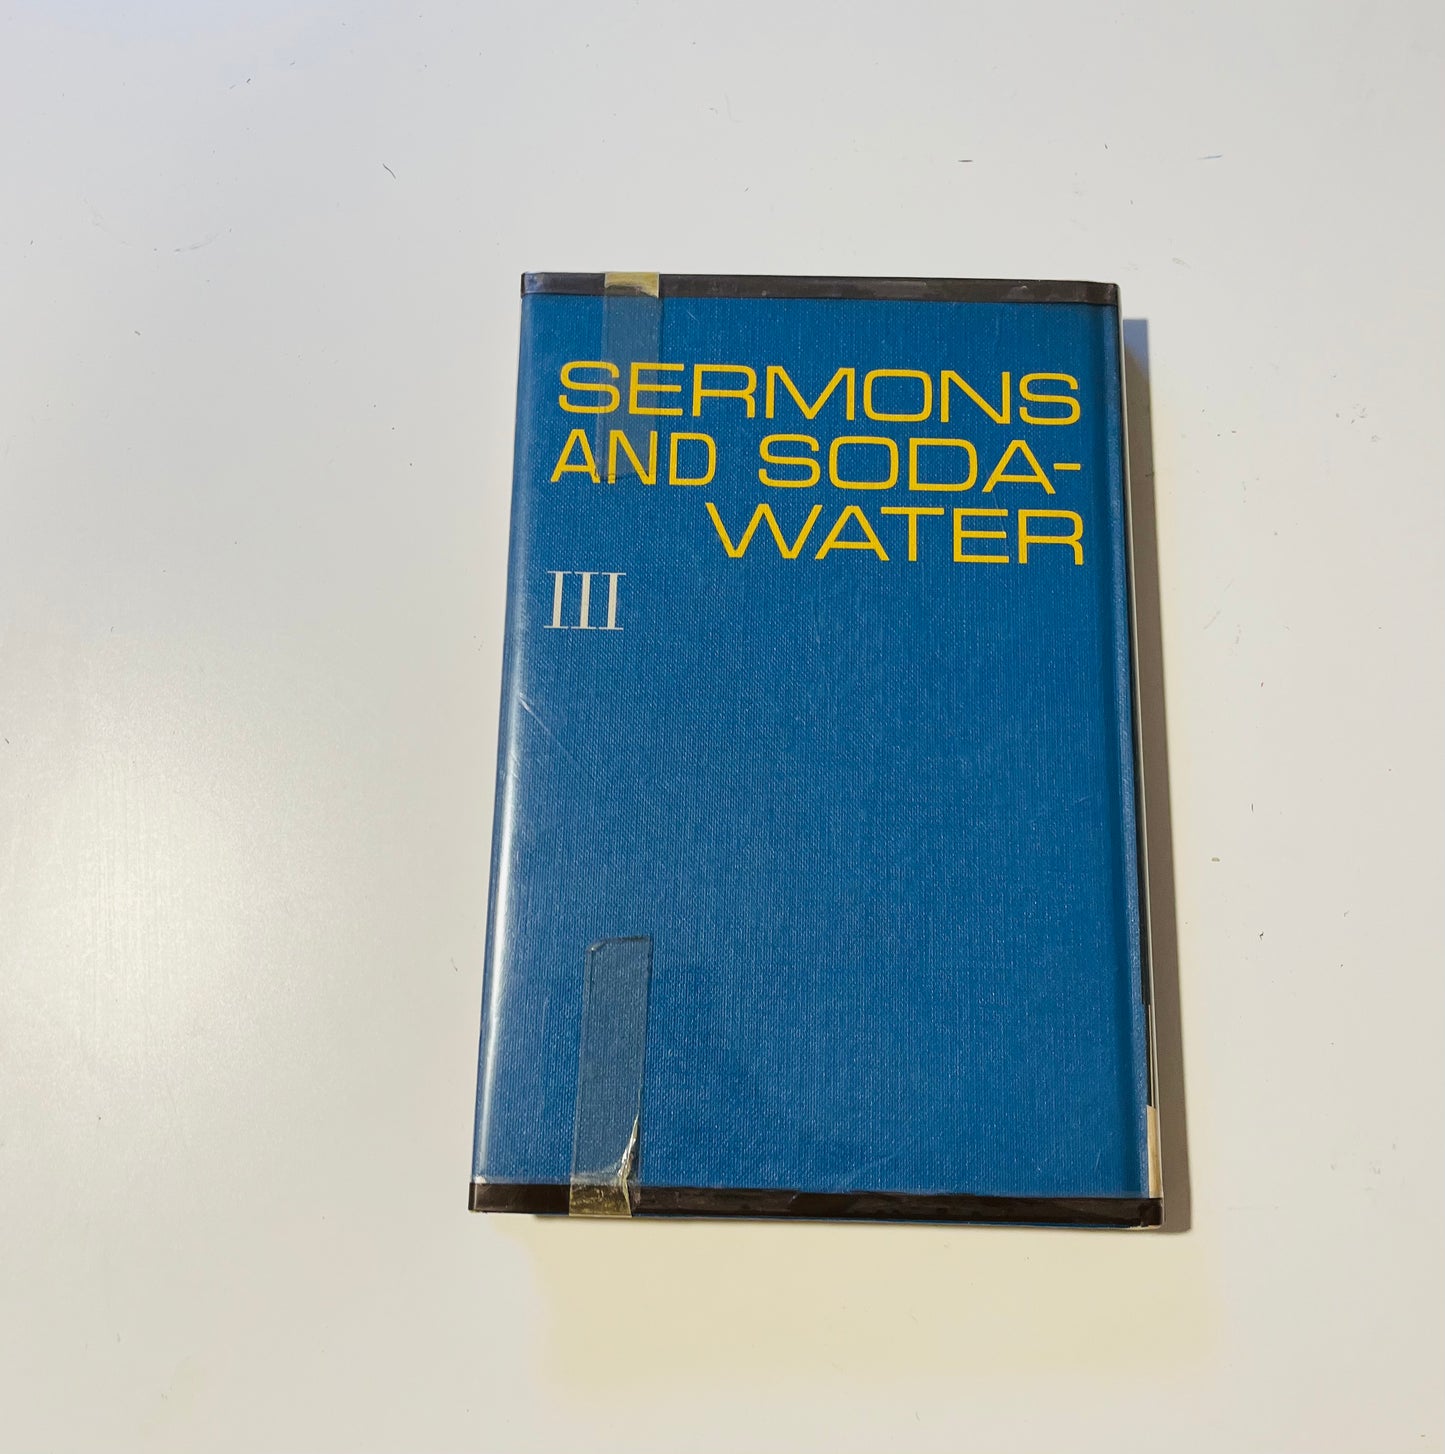 SERMONS
AND SODA-
WATER
III